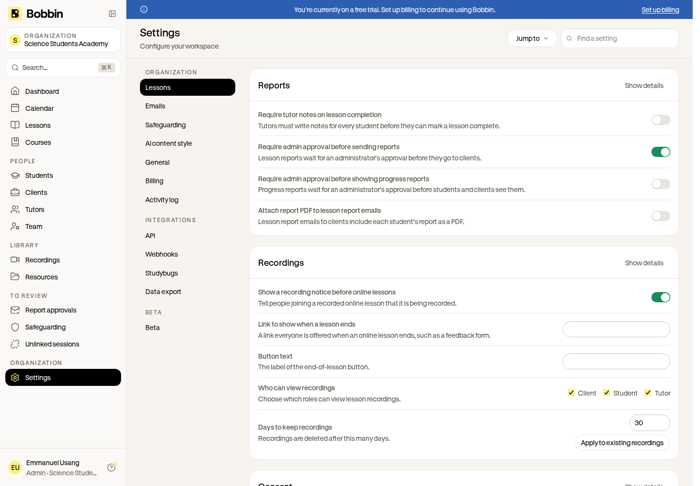 Bobbin
You're currently on a free trial. Set up billing to continue using Bobbin.
Set up billing
ORGANIZATION
Science Students Academy
Search...
⌘ K
Dashboard
Calendar
Lessons
Courses
PEOPLE
Students
Clients
Tutors
Team
LIBRARY
Recordings
Resources
TO REVIEW
Report approvals
Safeguarding
Unlinked sessions
ORGANIZATION
Settings
EU
Emmanuel Usang
Admin · Science Stude...
Settings
Configure your workspace
Jump to
Find a setting
ORGANIZATION
Lessons
Emails
Safeguarding
AI content style
General
Billing
Activity log
INTEGRATIONS
API
Webhooks
Studybugs
Data export
BETA
Beta
Reports
Show details
Require tutor notes on lesson completion
Tutors must write notes for every student before they can mark a lesson complete.
Require admin approval before sending reports
Lesson reports wait for an administrator's approval before they go to clients.
Require admin approval before showing progress reports
Progress reports wait for an administrator's approval before students and clients see them.
Attach report PDF to lesson report emails
Lesson report emails to clients include each student's report as a PDF.
Recordings
Show details
Show a recording notice before online lessons
Tell people joining a recorded online lesson that it is being recorded.
Link to show when a lesson ends
A link everyone is offered when an online lesson ends, such as a feedback form.
Button text
The label of the end-of-lesson button.
Who can view recordings
Choose which roles can view lesson recordings.
Client
Student
Tutor
Days to keep recordings
Recordings are deleted after this many days.
30
Apply to existing recordings